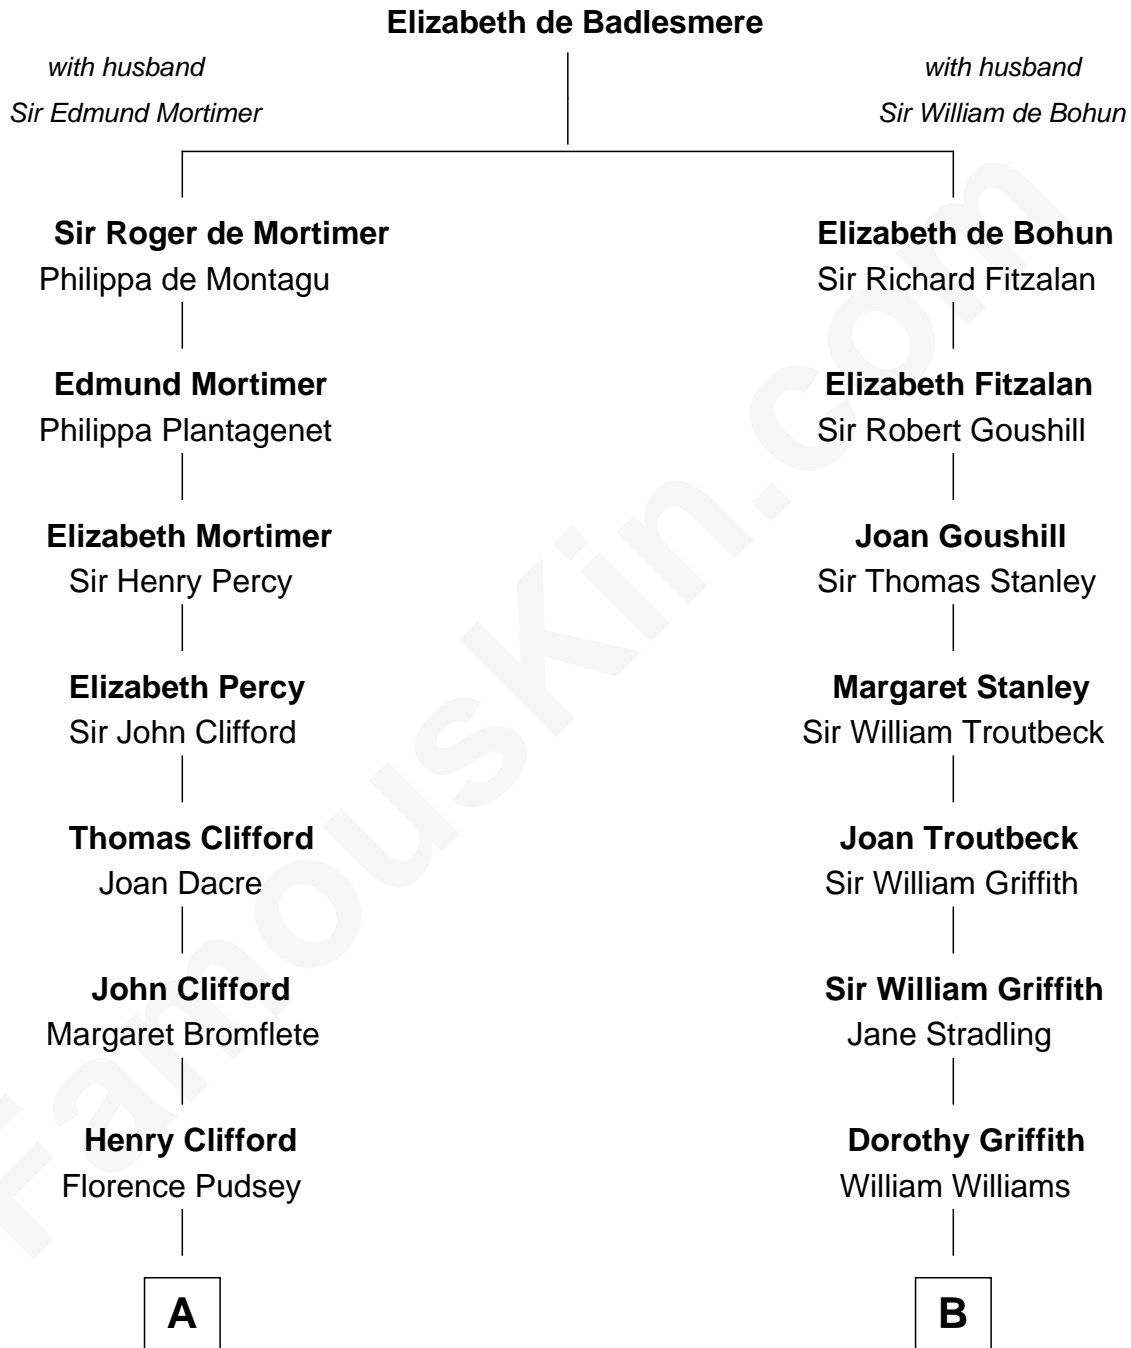 Elizabeth de Badlesmere
with husband
Sir Edmund Mortimer
with husband
Sir William de Bohun
Sir Roger de Mortimer
Philippa de Montagu
Elizabeth de Bohun
Sir Richard Fitzalan
Edmund Mortimer
Philippa Plantagenet
Elizabeth Fitzalan
Sir Robert Goushill
Elizabeth Mortimer
Sir Henry Percy
Joan Goushill
Sir Thomas Stanley
Elizabeth Percy
Sir John Clifford
Margaret Stanley
Sir William Troutbeck
Thomas Clifford
Joan Dacre
Joan Troutbeck
Sir William Griffith
John Clifford
Margaret Bromflete
Sir William Griffith
Jane Stradling
Henry Clifford
Florence Pudsey
Dorothy Griffith
William Williams
A
B
FamousKin.com